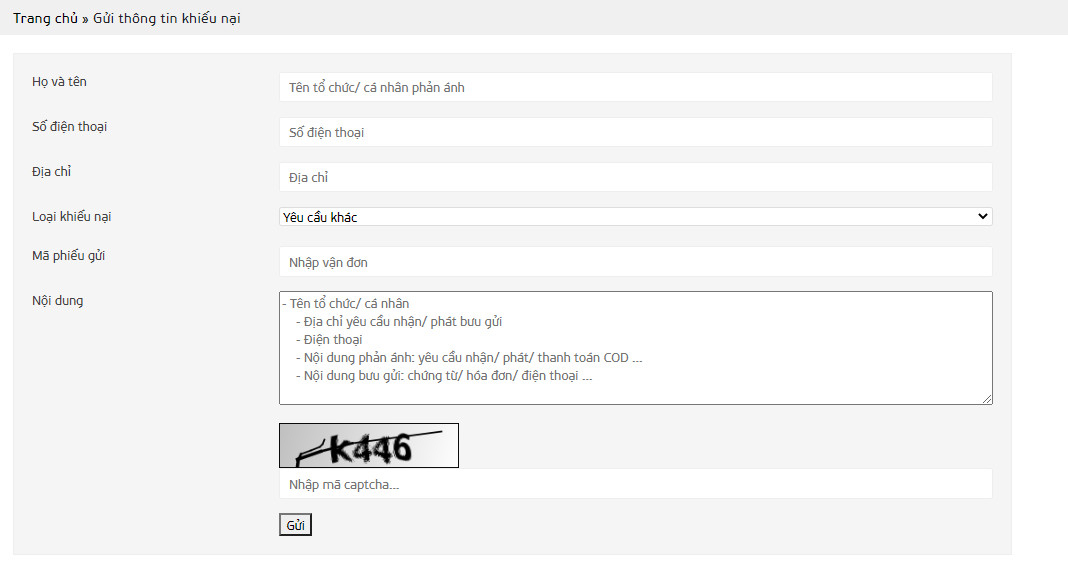 Trang chủ » Gửi thông tin khiếu nại
Họ và tên
Tên tổ chức/ cá nhân phản ánh
Số điện thoại
Số điện thoại
Địa chỉ
Địa chỉ
Loại khiếu nại
Yêu cầu khác
Mã phiếu gửi
Nhập vận đơn
Nội dung
- Tên tổ chức/ cá nhân
- Địa chỉ yêu cầu nhận/ phát bưu gửi
- Điện thoại
- Nội dung phản ánh: yêu cầu nhận/ phát/ thanh toán COD ...
- Nội dung bưu gửi: chứng từ/ hóa đơn/ điện thoại ...
Nhập mã captcha...
Gửi